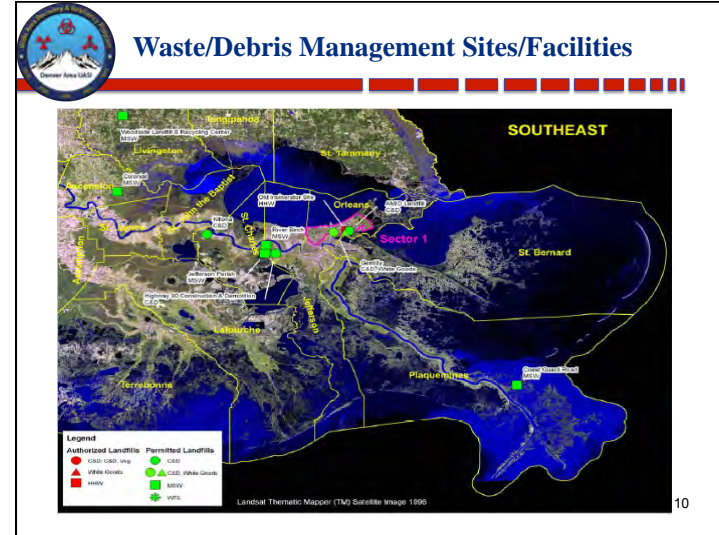 Denver Area UASI
Waste/Debris Management Sites/Facilities
SOUTHEAST
Tangipahoa
Woodside Landfill & Recycling Center
MSW
Livingston
St. Tammany
Colonial
MSW
Ascension
St. John the Baptist
Old Incinerator Site
HHW
Orleans
AMID Landfill
C&D
Killona
C&D
St. Charles
River Birch
MSW
Sector 1
St. Bernard
Gentilly
C&D, White Goods
Jefferson Parish
MSW
Highway 90 Construction & Demolition
C&D
Jefferson
Lafourche
Terrebonne
Plaquemines
Coast Guard Road
MSW
Legend
Authorized Landfills Permitted Landfills
C&D, C&D, Veg C&D
White Goods C&D, White Goods
HHW MSW
WTS
Landsat Thematic Mapper (TM) Satellite Image 1996
10